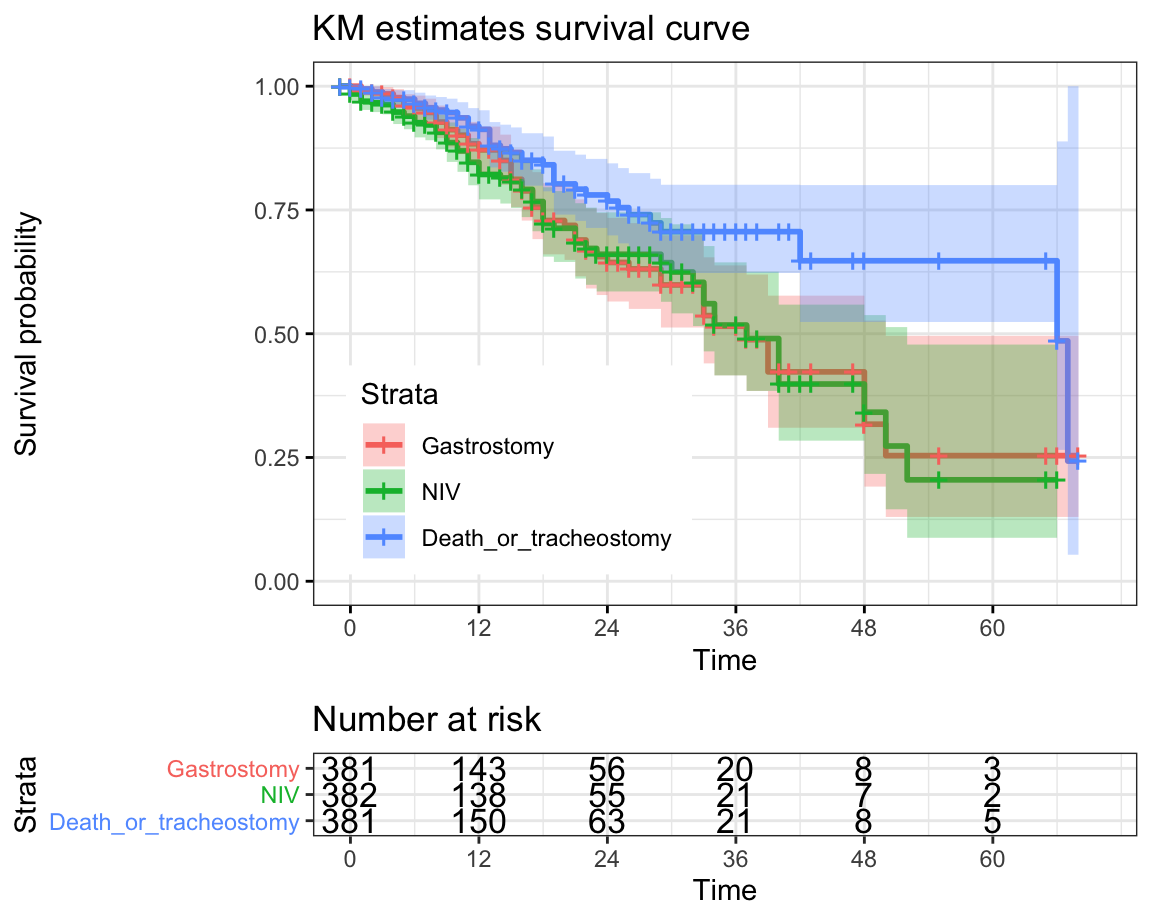 KM estimates survival curve
1.00
0.75
0.50
0.25
0.00
Survival probability
Strata
Gastrostomy
NIV
Death_or_tracheostomy
0 12 24 36 48 60
Time
Number at risk
Strata
Gastrostomy 381 143 56 20 8 3
NIV 382 138 55 21 7 2
Death_or_tracheostomy 381 150 63 21 8 5
0 12 24 36 48 60
Time